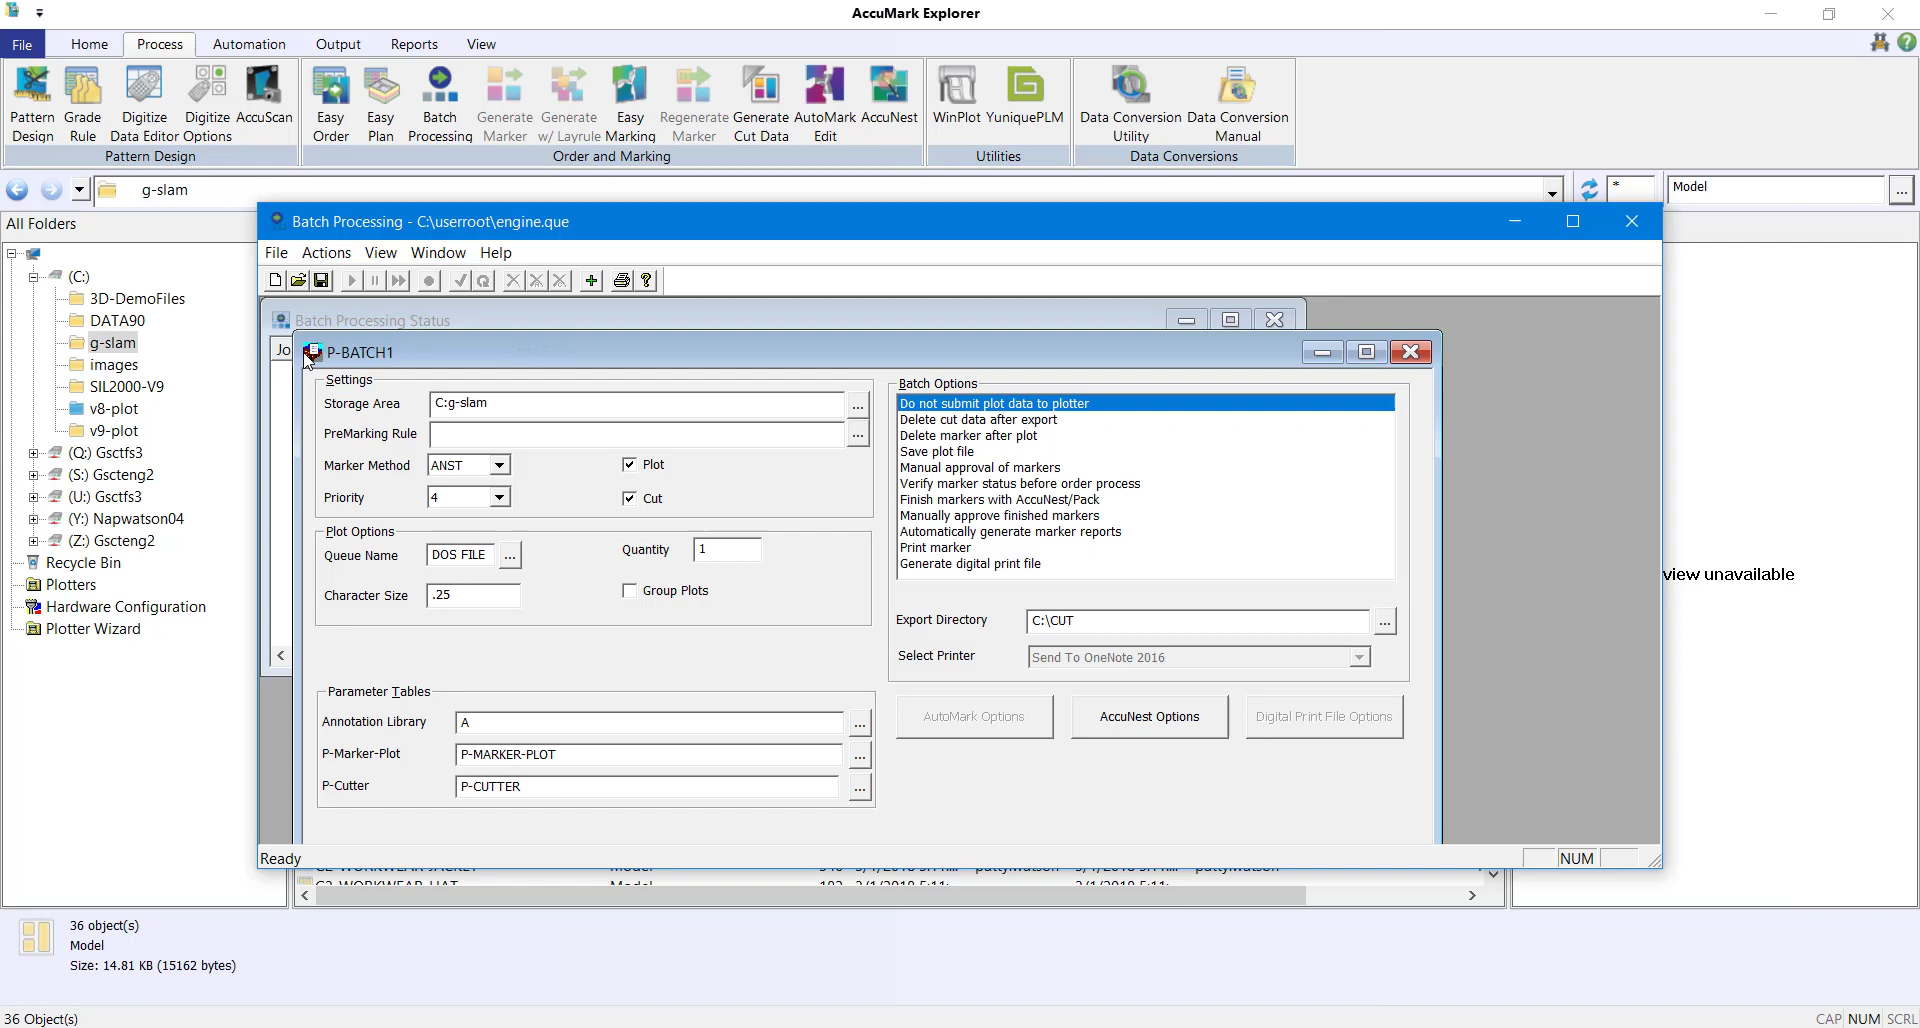 AccuMark Explorer
File Home Process Automation Output Reports View
Pattern Design
Grade Rule
Digitize Data Editor
Digitize Options
AccuScan
Easy Order
Easy Plan
Batch Processing
Generate Marker
Generate w/ Layrule
Easy Marking
Regenerate Marker
Generate Cut Data
AutoMark Edit
AccuNest
WinPlot
YuniquePLM
Data Conversion Utility
Data Conversion Manual
Pattern Design
Order and Marking
Utilities
Data Conversions
g-slam
*
Model
...
All Folders
(C:)
3D-DemoFiles
DATA90
g-slam
images
SIL2000-V9
v8-plot
v9-plot
(Q:) Gsctfs3
(S:) Gscteng2
(U:) Gsctfs3
(Y:) Napwatson04
(Z:) Gscteng2
Recycle Bin
Plotters
Hardware Configuration
Plotter Wizard
Batch Processing - C:\userroot\engine.que
File Actions View Window Help
Batch Processing Status
Jo
P-BATCH1
Settings
Storage Area C:g-slam ...
PreMarking Rule ...
Marker Method ANST Plot
Priority 4 Cut
Plot Options
Queue Name DOS FILE ... Quantity 1
Character Size .25 Group Plots
Parameter Tables
Annotation Library A ...
P-Marker-Plot P-MARKER-PLOT ...
P-Cutter P-CUTTER ...
Batch Options
Do not submit plot data to plotter
Delete cut data after export
Delete marker after plot
Save plot file
Manual approval of markers
Verify marker status before order process
Finish markers with AccuNest/Pack
Manually approve finished markers
Automatically generate marker reports
Print marker
Generate digital print file
Export Directory C:\CUT ...
Select Printer Send To OneNote 2016
AutoMark Options AccuNest Options Digital Print File Options
view unavailable
Ready NUM
36 object(s)
Model
Size: 14.81 KB (15162 bytes)
36 Object(s) CAP NUM SCRL